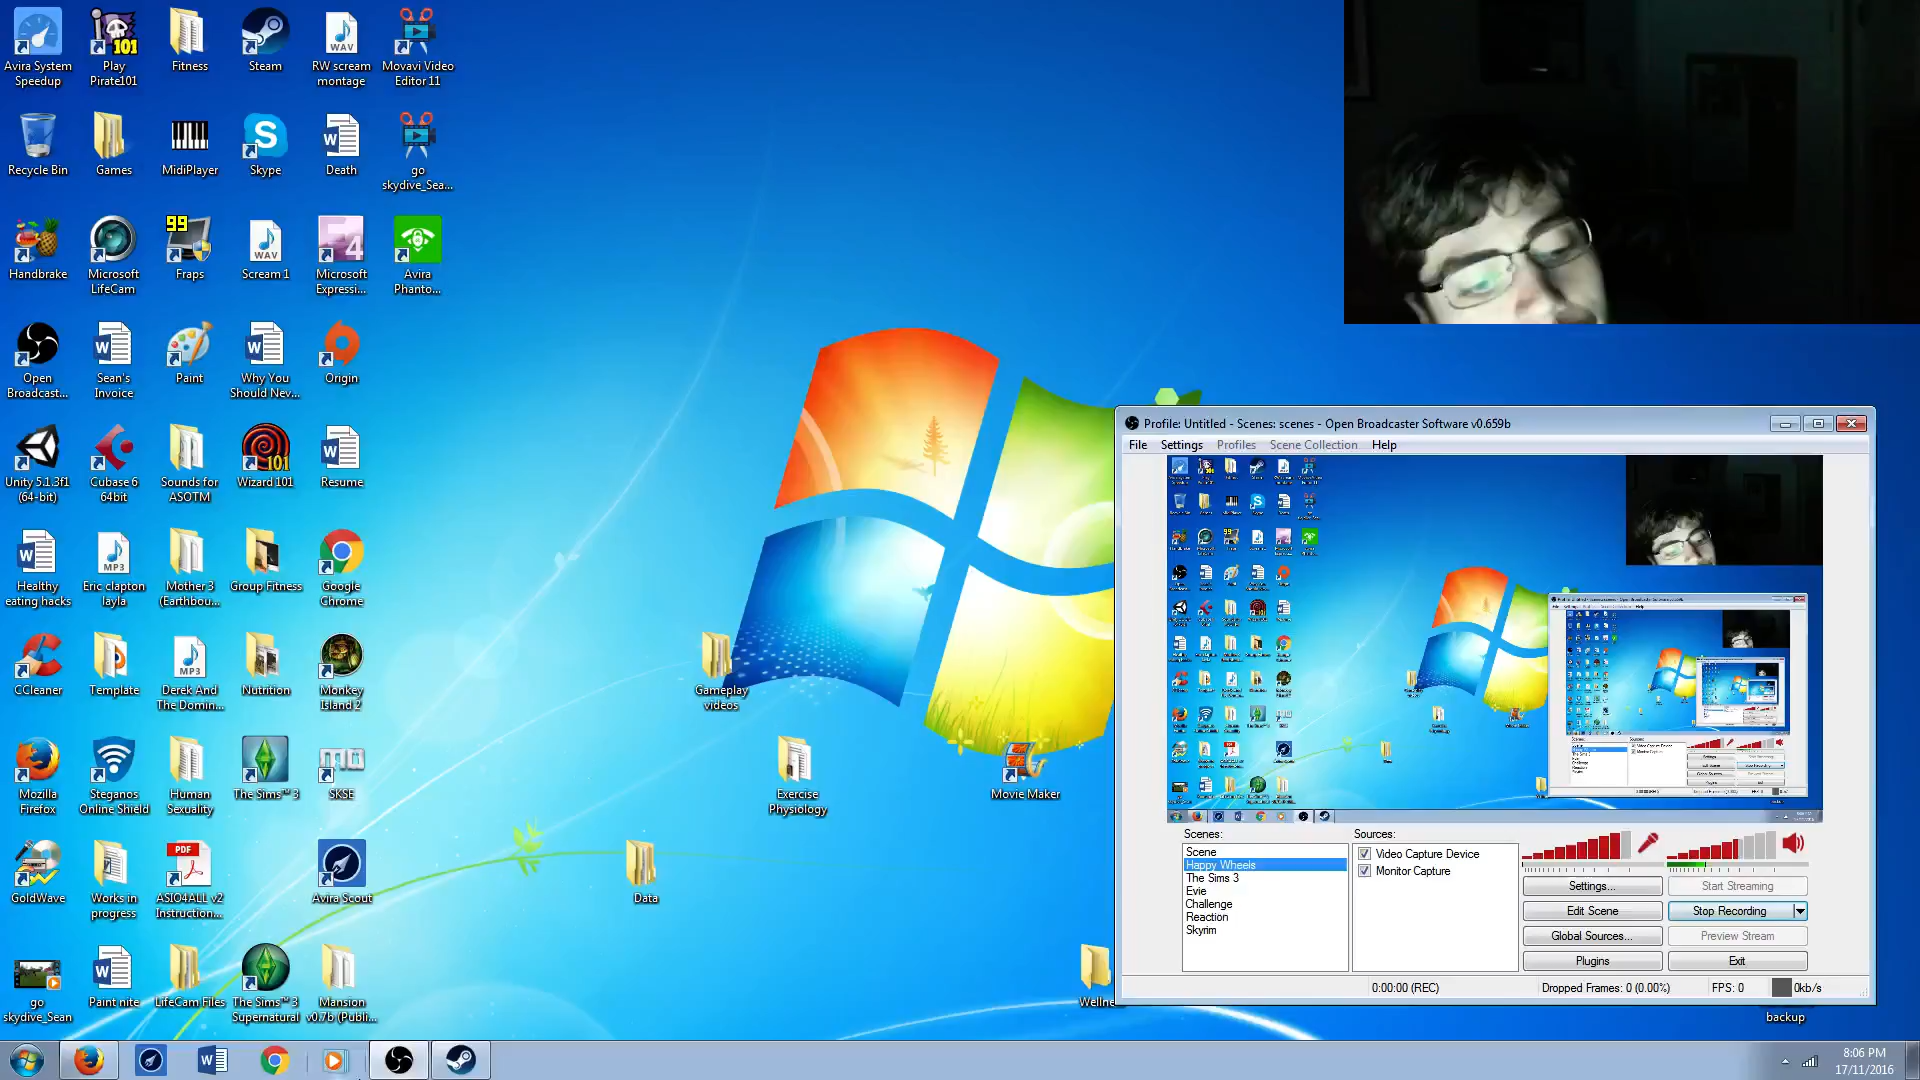 Avira System
Speedup
Play
Pirate101
Fitness
Steam
RW scream
montage
Movavi Video
Editor 11
Recycle Bin
Games
MidiPlayer
Skype
Death
go
skydive_Sea...
Handbrake
Microsoft
LifeCam
99
Fraps
Scream 1
Microsoft
Expressi...
Avira
Phanto...
Open
Broadcast...
Sean's
Invoice
Paint
Why You
Should Nev...
Origin
Unity 5.1.3f1
(64-bit)
Cubase 6
64bit
Sounds for
ASOTM
Wizard 101
Resume
Healthy
eating hacks
Eric clapton
layla
Mother 3
(Earthbou...
Group Fitness
Google
Chrome
CCleaner
Template
Derek And
The Domin...
Nutrition
Monkey
Island 2
Mozilla
Firefox
Steganos
Online Shield
Human
Sexuality
The Sims™ 3
SKSE
GoldWave
Works in
progress
ASIO4ALL v2
Instruction...
Avira Scout
go
skydive_Sean
Paint nite
LifeCam Files
The Sims™ 3
Supernatural
Mansion
v0.7b (Publi...
Gameplay
videos
Exercise
Physiology
Movie Maker
Data
Wellne
backup
Profile: Untitled - Scenes: scenes - Open Broadcaster Software v0.659b
File Settings Profiles Scene Collection Help
Scenes:
Scene
Happy Wheels
The Sims 3
Evie
Challenge
Reaction
Skyrim
Sources:
Video Capture Device
Monitor Capture
Settings...
Start Streaming
Edit Scene
Stop Recording
Global Sources...
Preview Stream
Plugins
Exit
0:00:00 (REC)
Dropped Frames: 0 (0.00%)
FPS: 0
0kb/s
8:06 PM
17/11/2016